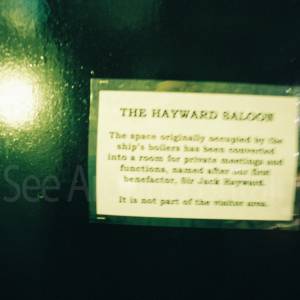 THE HAYWARD SALOON
The space originally occupied by the
ship's boilers has been converted
into a room for private meetings and
functions, named after our first
benefactor, Sir Jack Hayward.
It is not part of the visitor area.
See A